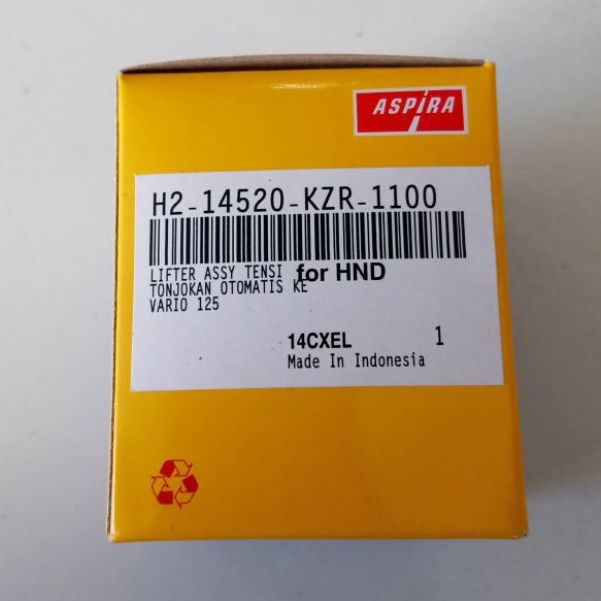 ASPIRA
H2-14520-KZR-1100
LIFTER ASSY TENSI for HND
TONJOKAN OTOMATIS KE
VARIO 125
14CXEL 1
Made In Indonesia